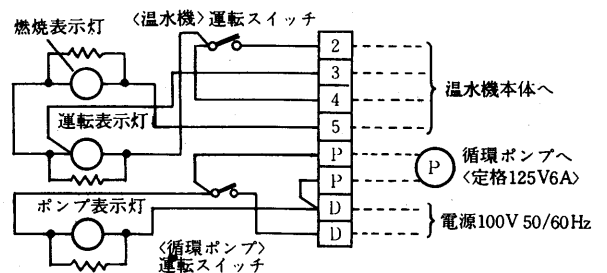 〈温水機〉運転スイッチ
燃焼表示灯
2
3
4
5
温水機本体へ
運転表示灯
P
P
P
循環ポンプへ
〈定格125V6A〉
ポンプ表示灯
D
D
電源100V 50/60Hz
〈循環ポンプ〉
運転スイッチ